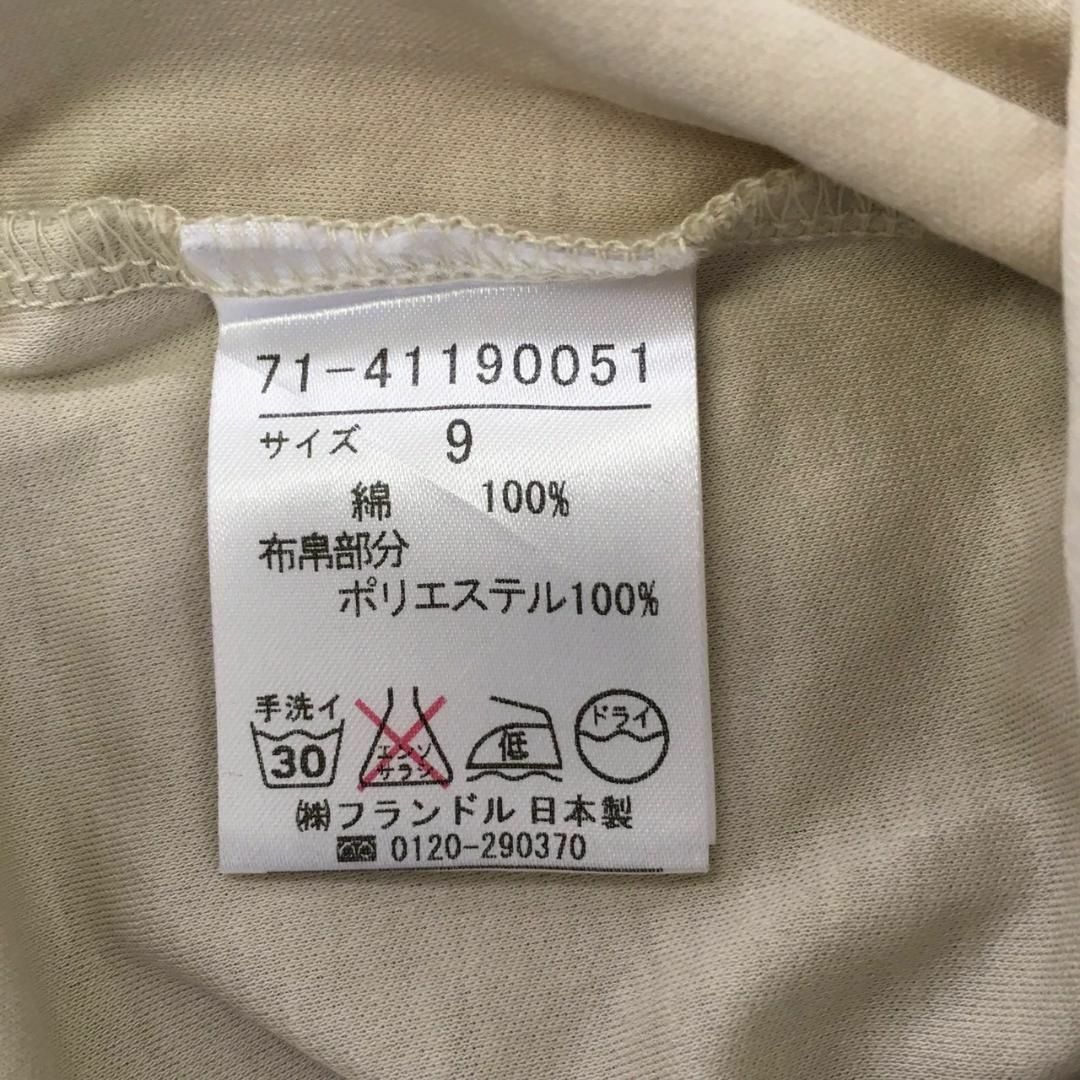 71-41190051
サイズ 9
綿 100%
布帛部分
ポリエステル100%
手洗イ
30
エンソ
サラシ
低
ドライ
㈱フランドル 日本製
0120-290370